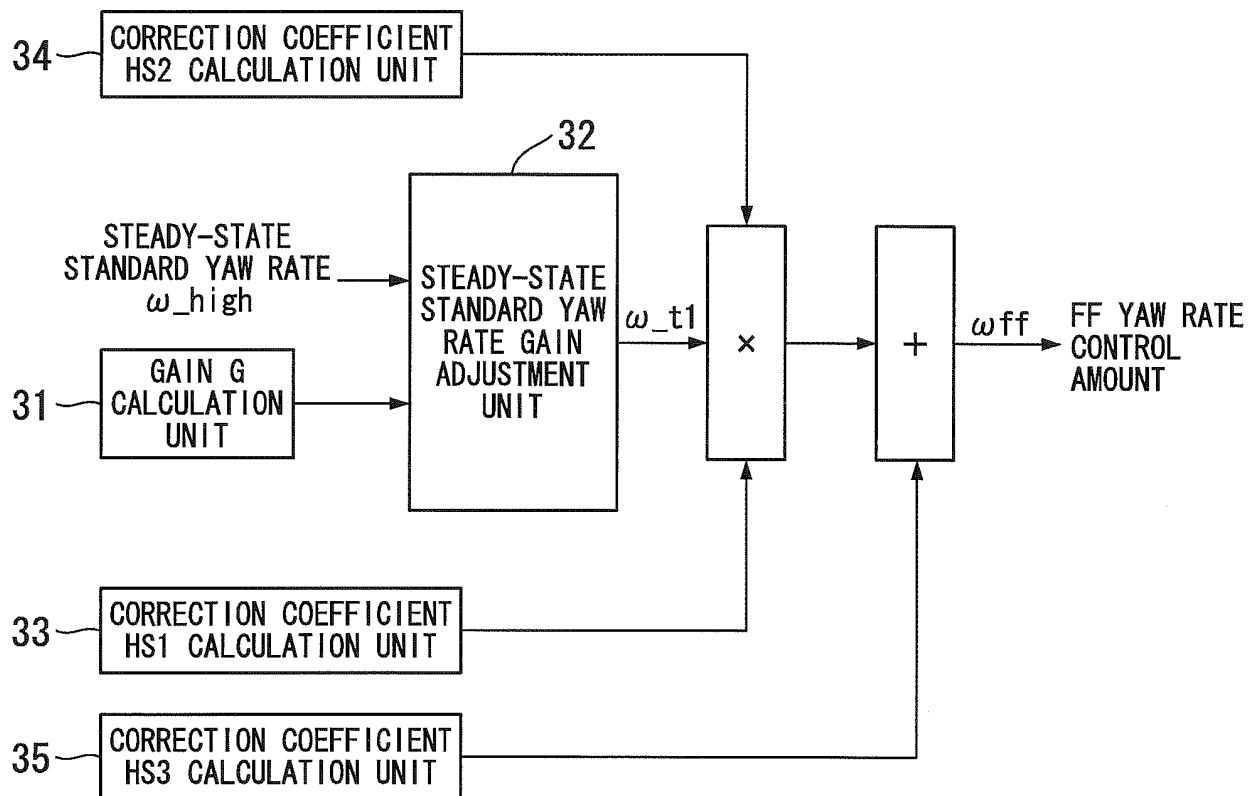 34
CORRECTION COEFFICIENT
HS2 CALCULATION UNIT
32
STEADY-STATE
STANDARD YAW RATE
ω_high
STEADY-STATE
STANDARD YAW
RATE GAIN
ADJUSTMENT
UNIT
31
GAIN G
CALCULATION
UNIT
ω_t1
×
+
ωff
FF YAW RATE
CONTROL
AMOUNT
33
CORRECTION COEFFICIENT
HS1 CALCULATION UNIT
35
CORRECTION COEFFICIENT
HS3 CALCULATION UNIT